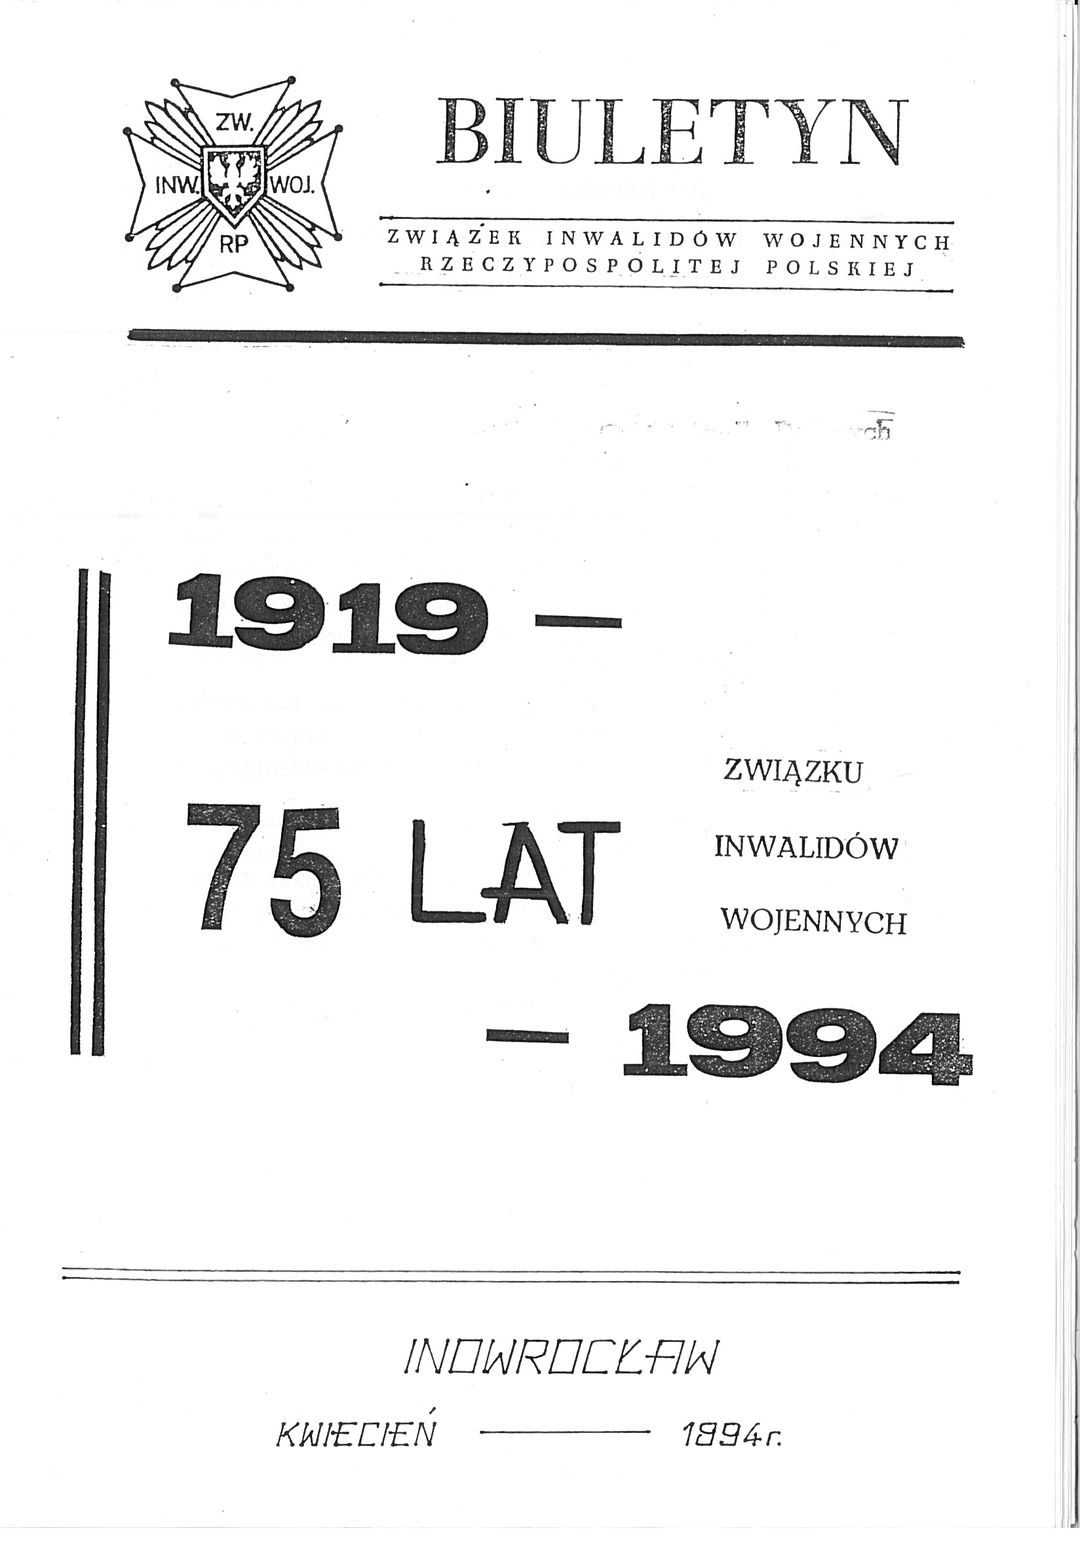 ZW.
INW. WOJ.
RP
BIULETYN
ZWIĄZEK INWALIDÓW WOJENNYCH
RZECZYPOSPOLITEJ POLSKIEJ
1919 —
ZWIĄZKU
75 LAT INWALIDÓW
WOJENNYCH
— 1994
INOWROCŁAW
KWIECIEŃ — 1994r.